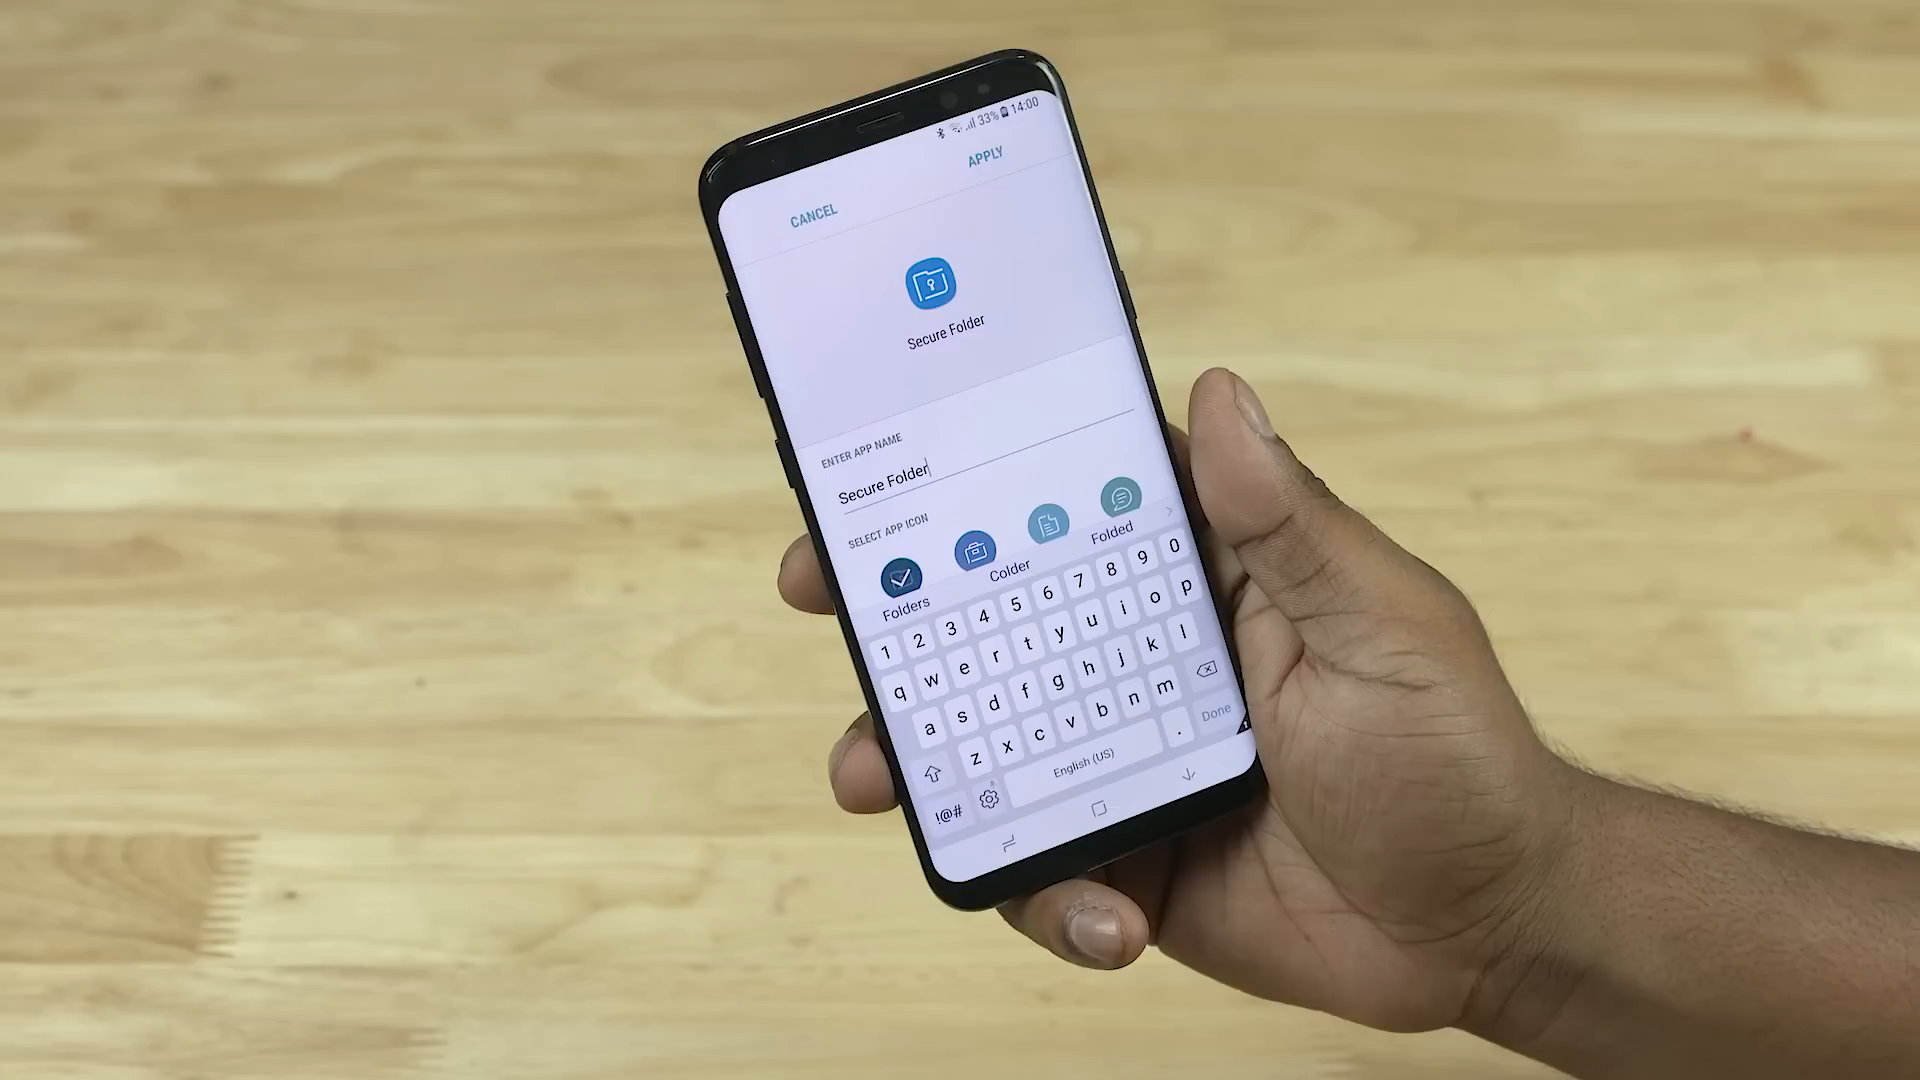 33% 14:00
CANCEL APPLY
Secure Folder
ENTER APP NAME
Secure Folder
SELECT APP ICON
Folders Colder Folded
1 2 3 4 5 6 7 8 9 0
q w e r t y u i o p
a s d f g h j k l
z x c v b n m
!@# English (US) . Done